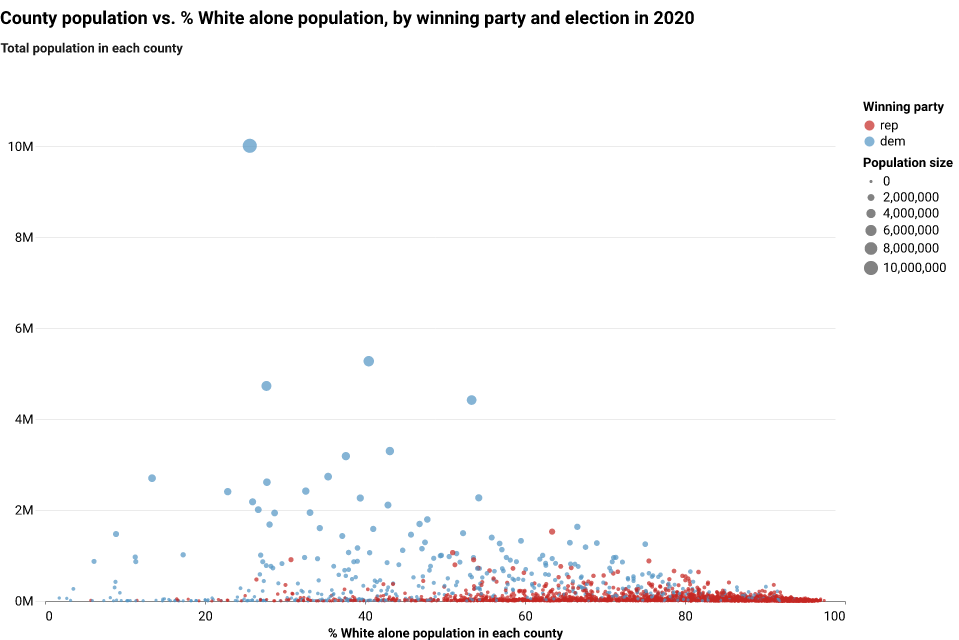 County population vs. % White alone population, by winning party and election in 2020
Total population in each county
Winning party
rep
dem
Population size
0
2,000,000
4,000,000
6,000,000
8,000,000
10,000,000
10M
8M
6M
4M
2M
0M
0
20
40
60
80
100
% White alone population in each county